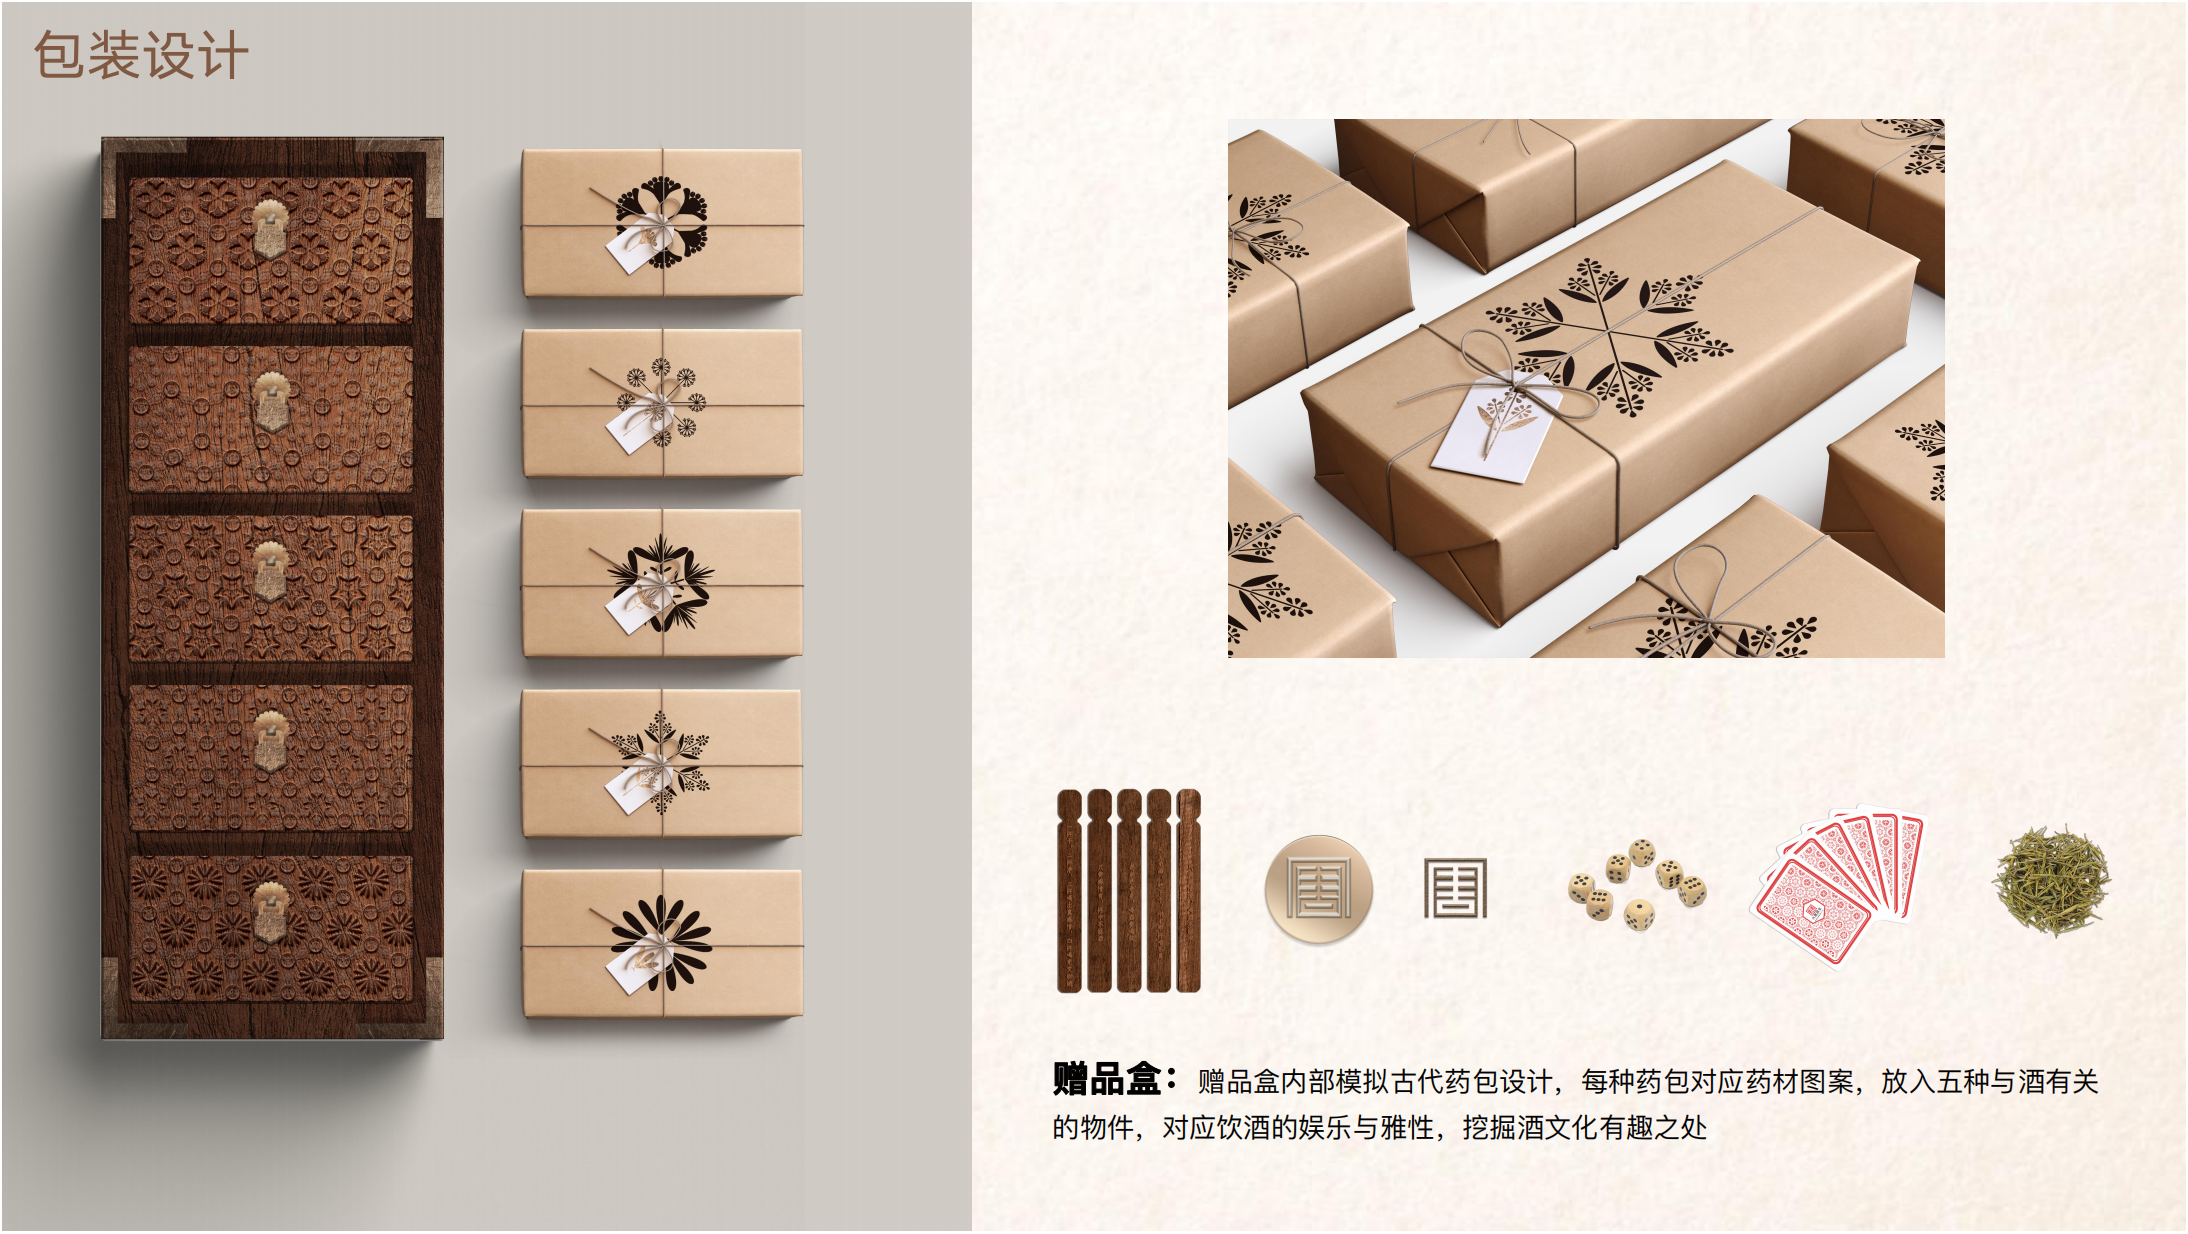 包装设计
赠品盒：赠品盒内部模拟古代药包设计，每种药包对应药材图案，放入五种与酒有关
的物件，对应饮酒的娱乐与雅性，挖掘酒文化有趣之处